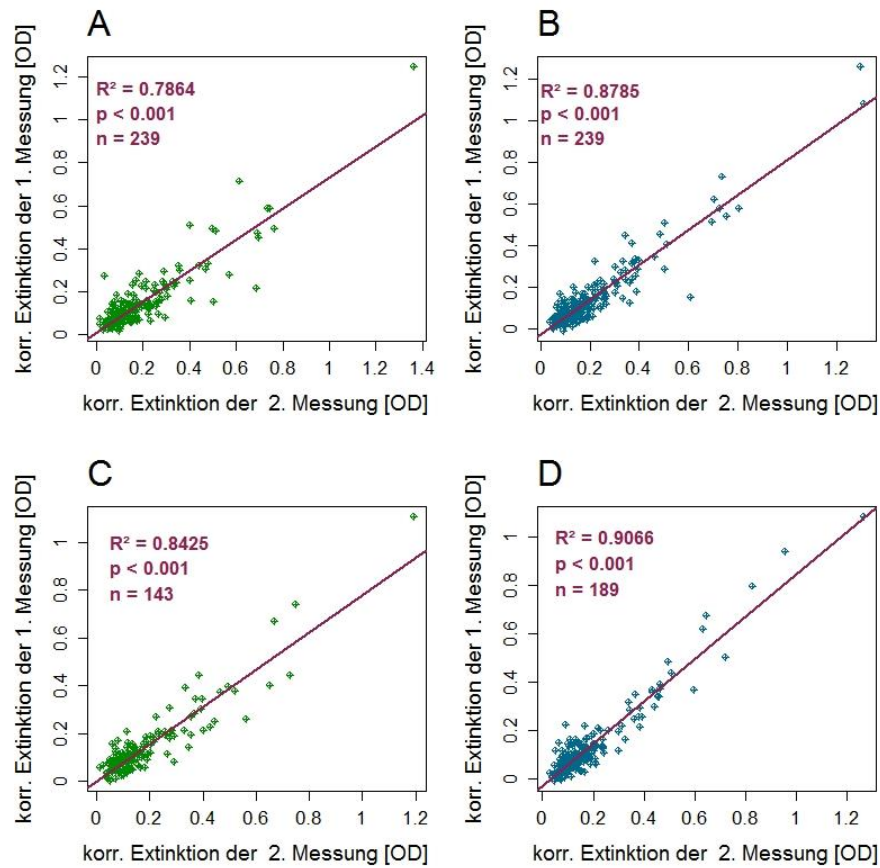 A
korr. Extinktion der 1. Messung [OD]
R² = 0.7864
p < 0.001
n = 239
0 0.2 0.4 0.6 0.8 1 1.2
0 0.2 0.4 0.6 0.8 1 1.2 1.4
korr. Extinktion der 2. Messung [OD]
B
korr. Extinktion der 1. Messung [OD]
R² = 0.8785
p < 0.001
n = 239
0 0.2 0.4 0.6 0.8 1 1.2
0 0.2 0.4 0.6 0.8 1 1.2
korr. Extinktion der 2. Messung [OD]
C
korr. Extinktion der 1. Messung [OD]
R² = 0.8425
p < 0.001
n = 143
0 0.2 0.4 0.6 0.8 1
0 0.2 0.4 0.6 0.8 1 1.2
korr. Extinktion der 2. Messung [OD]
D
korr. Extinktion der 1. Messung [OD]
R² = 0.9066
p < 0.001
n = 189
0 0.2 0.4 0.6 0.8 1
0 0.2 0.4 0.6 0.8 1 1.2
korr. Extinktion der 2. Messung [OD]